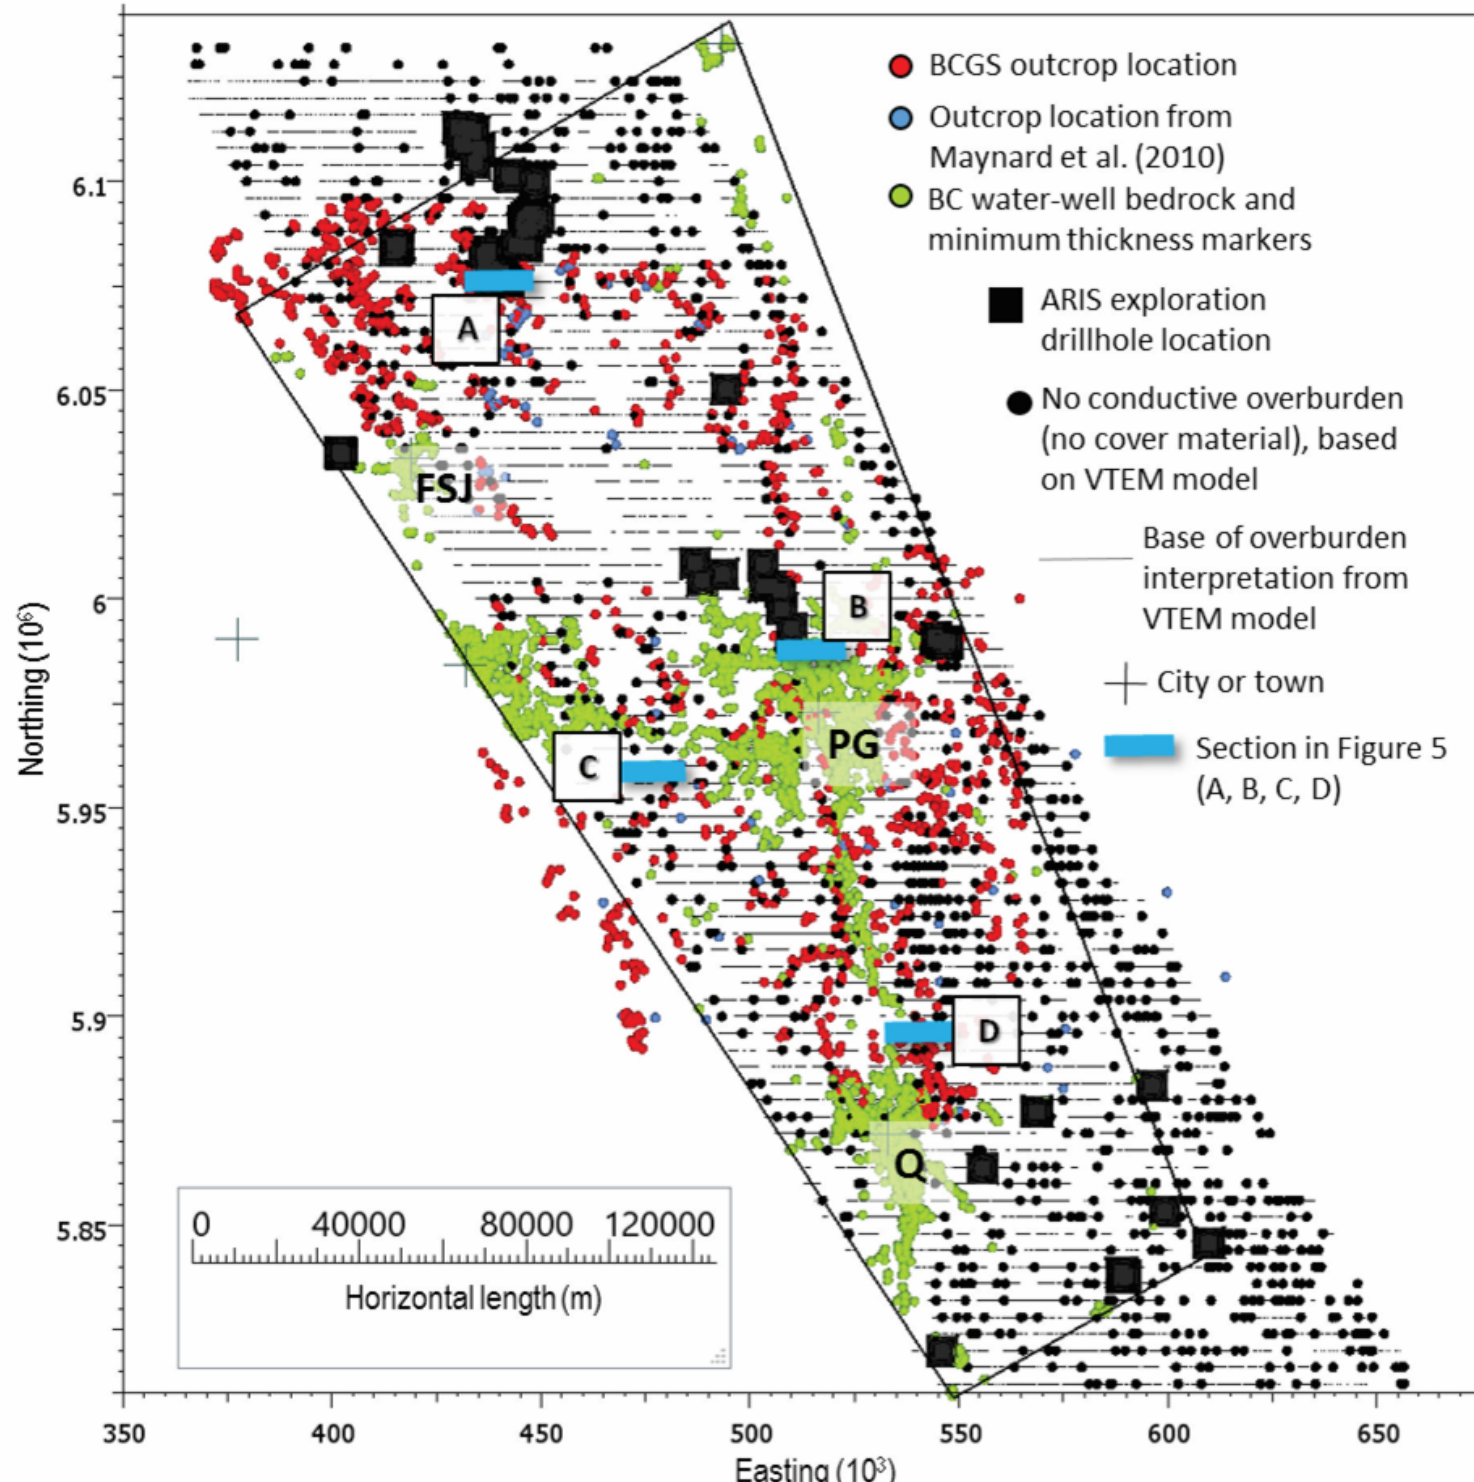 BCGS outcrop location
Outcrop location from
Maynard et al. (2010)
BC water-well bedrock and
minimum thickness markers
ARIS exploration
drillhole location
No conductive overburden
(no cover material), based
on VTEM model
Base of overburden
interpretation from
VTEM model
City or town
Section in Figure 5
(A, B, C, D)
A
FSJ
B
PG
C
D
Q
6.1
6.05
6
5.95
5.9
5.85
Northing (10⁶)
0 40000 80000 120000
Horizontal length (m)
350 400 450 500 550 600 650
Easting (10³)